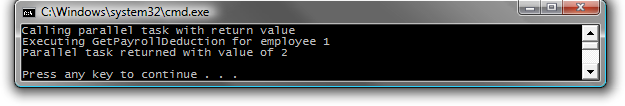 C:\Windows\system32\cmd.exe
Calling parallel task with return value
Executing GetPayrollDeduction for employee 1
Parallel task returned with value of 2
Press any key to continue . . .